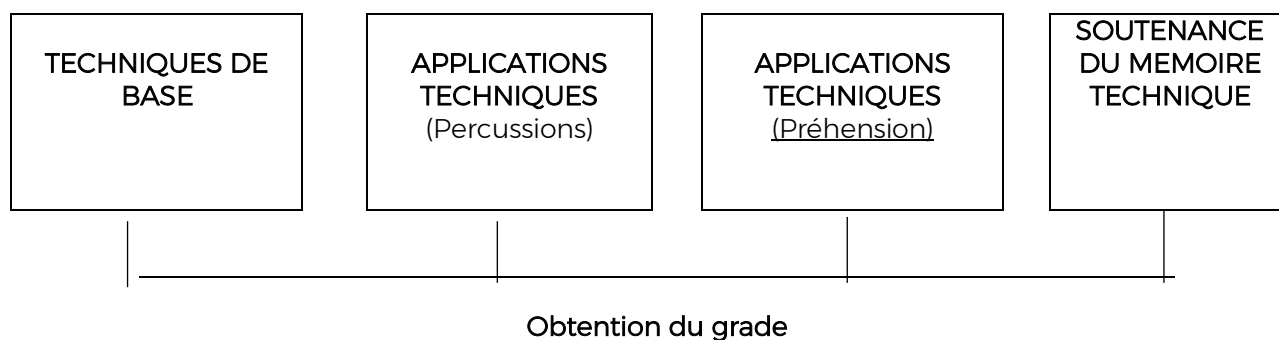 TECHNIQUES DE
BASE
APPLICATIONS
TECHNIQUES
(Percussions)
APPLICATIONS
TECHNIQUES
(Préhension)
SOUTENANCE
DU MEMOIRE
TECHNIQUE
Obtention du grade